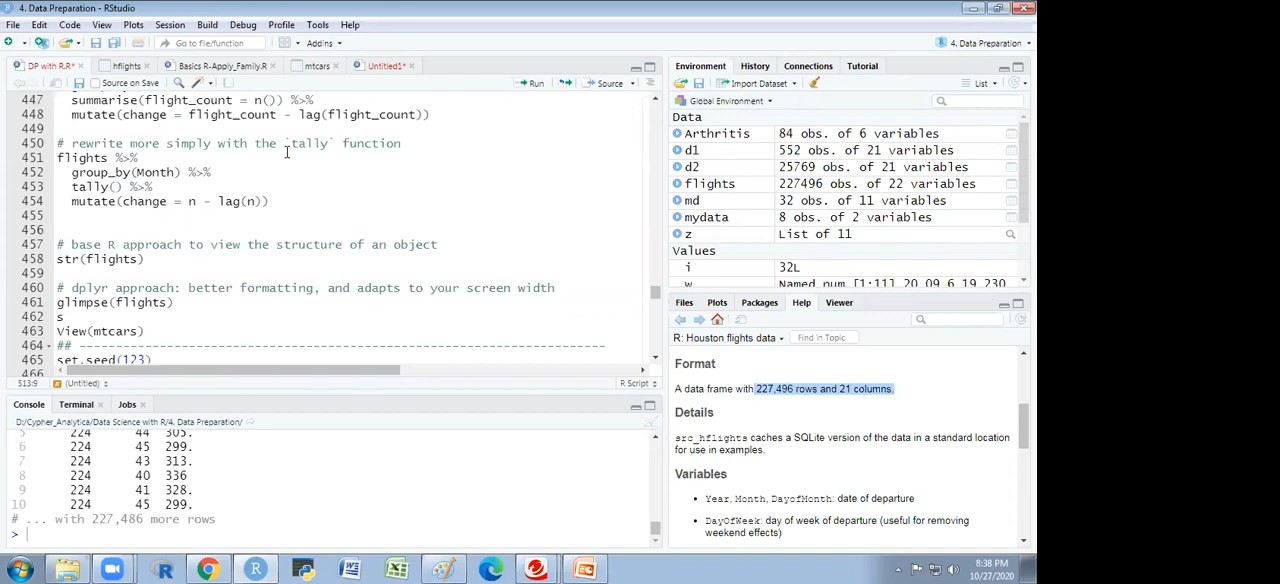 4. Data Preparation - RStudio
File Edit Code View Plots Session Build Debug Profile Tools Help
Go to file/function Addins 4. Data Preparation
DP with R.R* hflights Basics R-Apply_Family.R mtcars Untitled1*
Source on Save Run Source
447 summarise(flight_count = n()) %>%
448 mutate(change = flight_count - lag(flight_count))
449
450 # rewrite more simply with the `tally` function
451 flights %>%
452 group_by(Month) %>%
453 tally() %>%
454 mutate(change = n - lag(n))
455
456
457 # base R approach to view the structure of an object
458 str(flights)
459
460 # dplyr approach: better formatting, and adapts to your screen width
461 glimpse(flights)
462 s
463 View(mtcars)
464 ## -----------------------------------------------------------------------
465 set.seed(123)
466
513:9 (Untitled) R Script
Console Terminal Jobs
D:/Cypher_Analytica/Data Science with R/4. Data Preparation/
5 224 44 305.
6 224 45 299.
7 224 43 313.
8 224 40 336
9 224 41 328.
10 224 45 299.
# ... with 227,486 more rows
>
Environment History Connections Tutorial
Import Dataset List
Global Environment
Data
Arthritis 84 obs. of 6 variables
d1 552 obs. of 21 variables
d2 25769 obs. of 21 variables
flights 227496 obs. of 22 variables
md 32 obs. of 11 variables
mydata 8 obs. of 2 variables
z List of 11
Values
i 32L
w Named num [1:11] 20.09 6.19 230
Files Plots Packages Help Viewer
R: Houston flights data Find in Topic
Format
A data frame with 227,496 rows and 21 columns.
Details
src_hflights caches a SQLite version of the data in a standard location
for use in examples.
Variables
• Year, Month, DayofMonth: date of departure
• DayOfWeek: day of week of departure (useful for removing
weekend effects)
8:38 PM
10/27/2020